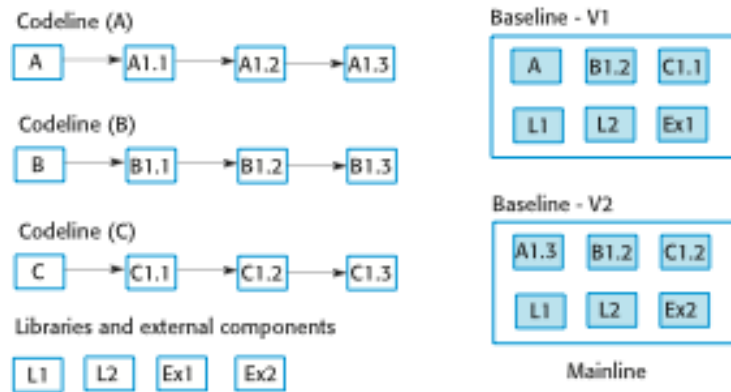 Codeline (A)
A A1.1 A1.2 A1.3
Codeline (B)
B B1.1 B1.2 B1.3
Codeline (C)
C C1.1 C1.2 C1.3
Libraries and external components
L1 L2 Ex1 Ex2
Baseline - V1
A B1.2 C1.1
L1 L2 Ex1
Baseline - V2
A1.3 B1.2 C1.2
L1 L2 Ex2
Mainline